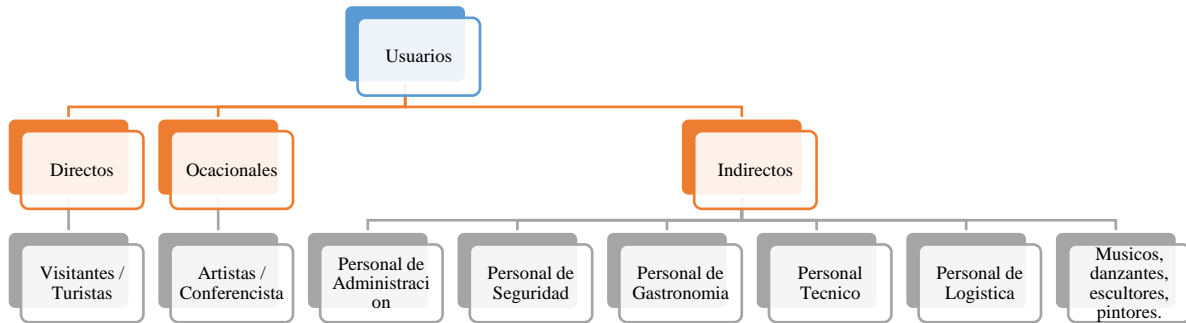 Usuarios
Directos
Ocacionales
Indirectos
Visitantes /
Turistas
Artistas /
Conferencista
Personal de
Administraci
on
Personal de
Seguridad
Personal de
Gastronomia
Personal
Tecnico
Personal de
Logistica
Musicos,
danzantes,
escultores,
pintores.